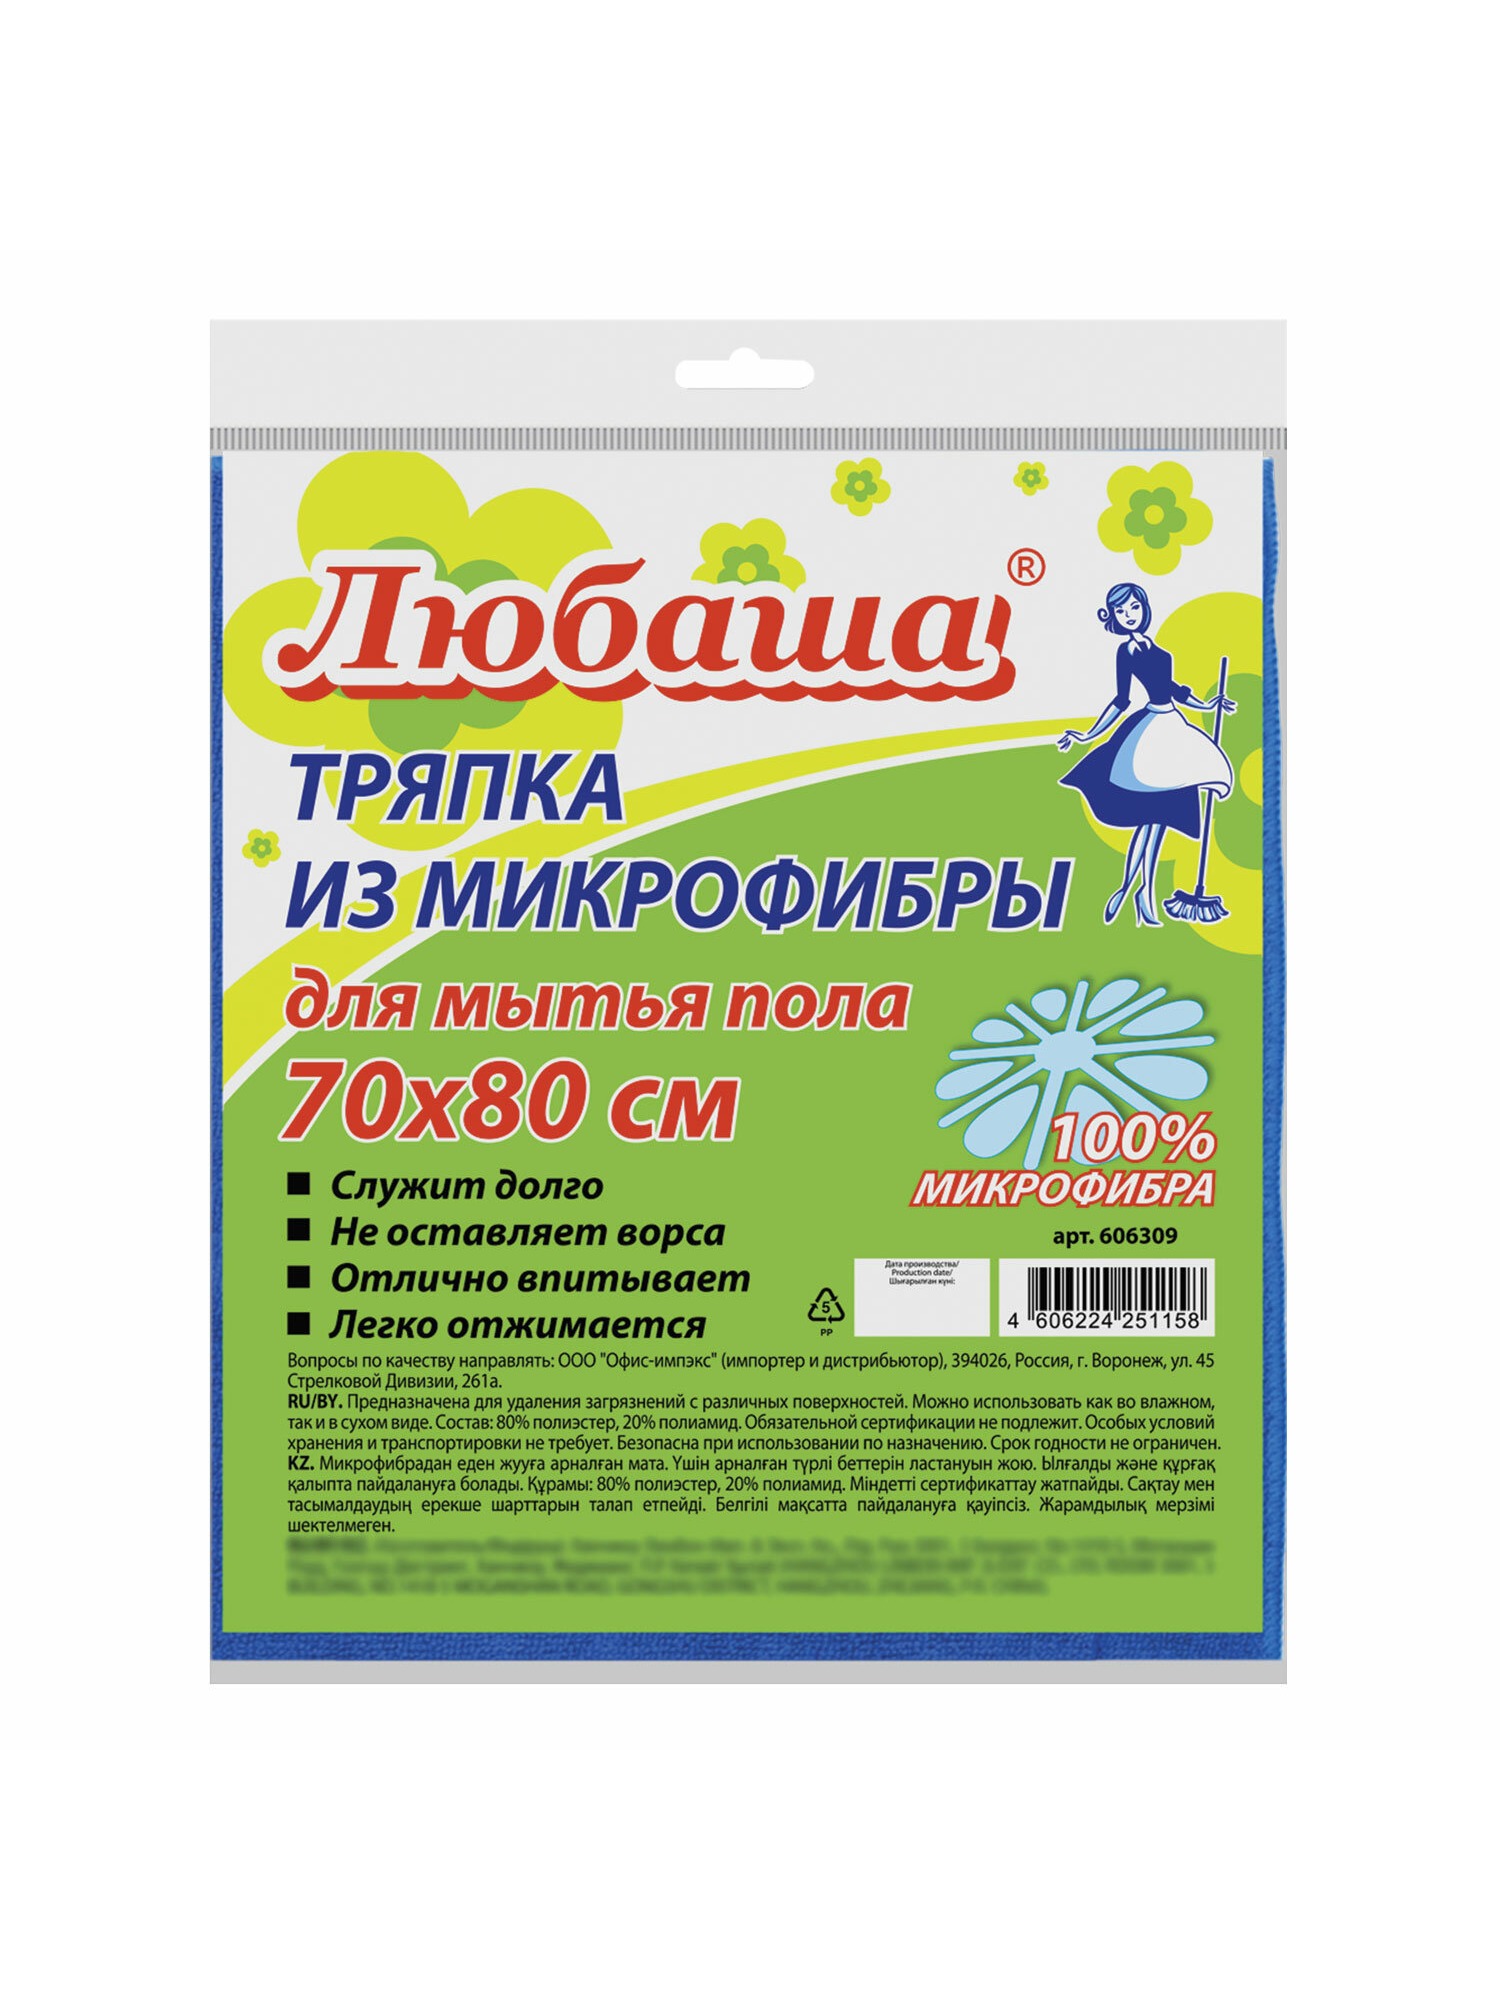 Любаша®
ТРЯПКА
ИЗ МИКРОФИБРЫ
для мытья пола
70х80 см
100%
МИКРОФИБРА
■ Служит долго
■ Не оставляет ворса
■ Отлично впитывает
■ Легко отжимается
арт. 606309
Дата производства/
Production date/
Шығарылған күні:
5
PP
4 606224 251158
Вопросы по качеству направлять: ООО "Офис-импэкс" (импортер и дистрибьютор), 394026, Россия, г. Воронеж, ул. 45
Стрелковой Дивизии, 261а.
RU/BY. Предназначена для удаления загрязнений с различных поверхностей. Можно использовать как во влажном,
так и в сухом виде. Состав: 80% полиэстер, 20% полиамид. Обязательной сертификации не подлежит. Особых условий
хранения и транспортировки не требует. Безопасна при использовании по назначению. Срок годности не ограничен.
KZ. Микрофибрадан еден жууға арналған мата. Үшін арналған түрлі беттерін ластануын жою. Ылғалды және құрғақ
қалыпта пайдалануға болады. Құрамы: 80% полиэстер, 20% полиамид. Міндетті сертификаттау жатпайды. Сақтау мен
тасымалдаудың ерекше шарттарын талап етпейді. Белгілі мақсатта пайдалануға қауіпсіз. Жарамдылық мерзімі
шектелмеген.